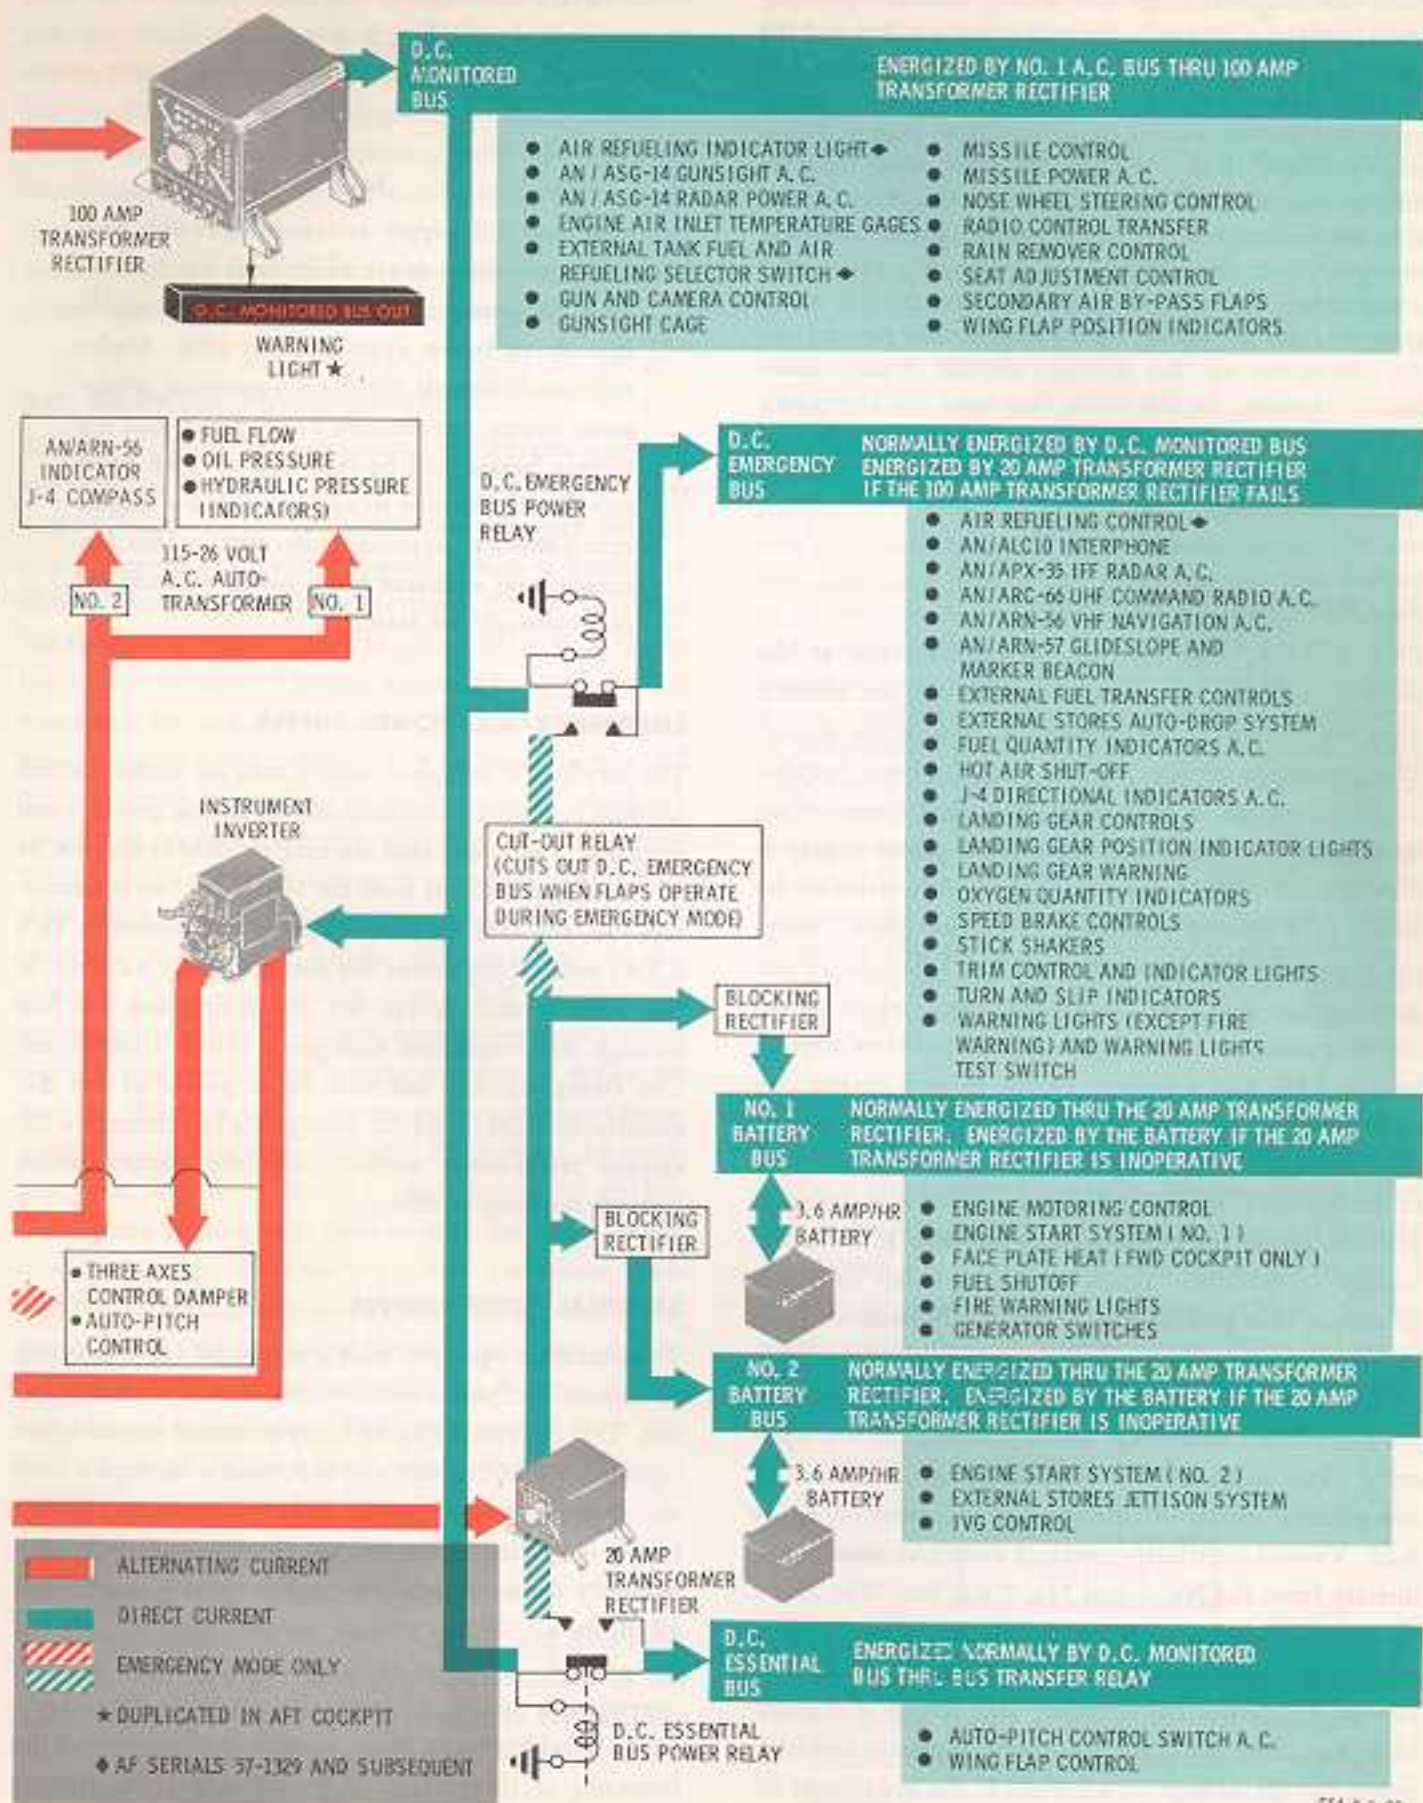 D.C.
MONITORED
BUS
ENERGIZED BY NO. 1 A.C. BUS THRU 100 AMP
TRANSFORMER RECTIFIER
100 AMP
TRANSFORMER
RECTIFIER
D.C. MONITORED BUS OUT
WARNING
LIGHT ★
● AIR REFUELING INDICATOR LIGHT ◆
● AN / ASG-14 GUNSIGHT A.C.
● AN / ASG-14 RADAR POWER A.C.
● ENGINE AIR INLET TEMPERATURE GAGES
● EXTERNAL TANK FUEL AND AIR
REFUELING SELECTOR SWITCH ◆
● GUN AND CAMERA CONTROL
● GUNSIGHT CAGE
● MISSILE CONTROL
● MISSILE POWER A.C.
● NOSE WHEEL STEERING CONTROL
● RADIO CONTROL TRANSFER
● RAIN REMOVER CONTROL
● SEAT ADJUSTMENT CONTROL
● SECONDARY AIR BY-PASS FLAPS
● WING FLAP POSITION INDICATORS
AN/ARN-56
INDICATOR
J-4 COMPASS
● FUEL FLOW
● OIL PRESSURE
● HYDRAULIC PRESSURE
(INDICATORS)
115-26 VOLT
A.C. AUTO-
TRANSFORMER
NO. 2
NO. 1
D.C. EMERGENCY
BUS POWER
RELAY
D.C.
EMERGENCY
BUS
NORMALLY ENERGIZED BY D.C. MONITORED BUS
ENERGIZED BY 20 AMP TRANSFORMER RECTIFIER
IF THE 100 AMP TRANSFORMER RECTIFIER FAILS
● AIR REFUELING CONTROL ◆
● AN/ALC10 INTERPHONE
● AN/APX-35 IFF RADAR A.C.
● AN/ARC-66 UHF COMMAND RADIO A.C.
● AN/ARN-56 VHF NAVIGATION A.C.
● AN/ARN-57 GLIDESLOPE AND
MARKER BEACON
● EXTERNAL FUEL TRANSFER CONTROLS
● EXTERNAL STORES AUTO-DROP SYSTEM
● FUEL QUANTITY INDICATORS A.C.
● HOT AIR SHUT-OFF
● J-4 DIRECTIONAL INDICATORS A.C.
● LANDING GEAR CONTROLS
● LANDING GEAR POSITION INDICATOR LIGHTS
● LANDING GEAR WARNING
● OXYGEN QUANTITY INDICATORS
● SPEED BRAKE CONTROLS
● STICK SHAKERS
● TRIM CONTROL AND INDICATOR LIGHTS
● TURN AND SLIP INDICATORS
● WARNING LIGHTS (EXCEPT FIRE
WARNING) AND WARNING LIGHTS
TEST SWITCH
INSTRUMENT
INVERTER
CUT-OUT RELAY
(CUTS OUT D.C. EMERGENCY
BUS WHEN FLAPS OPERATE
DURING EMERGENCY MODE)
BLOCKING
RECTIFIER
NO. 1
BATTERY
BUS
NORMALLY ENERGIZED THRU THE 20 AMP TRANSFORMER
RECTIFIER. ENERGIZED BY THE BATTERY IF THE 20 AMP
TRANSFORMER RECTIFIER IS INOPERATIVE
3.6 AMP/HR
BATTERY
● ENGINE MOTORING CONTROL
● ENGINE START SYSTEM ( NO. 1 )
● FACE PLATE HEAT ( FWD COCKPIT ONLY )
● FUEL SHUTOFF
● FIRE WARNING LIGHTS
● GENERATOR SWITCHES
BLOCKING
RECTIFIER
● THREE AXES
CONTROL DAMPER
● AUTO-PITCH
CONTROL
NO. 2
BATTERY
BUS
NORMALLY ENERGIZED THRU THE 20 AMP TRANSFORMER
RECTIFIER. ENERGIZED BY THE BATTERY IF THE 20 AMP
TRANSFORMER RECTIFIER IS INOPERATIVE
3.6 AMP/HR
BATTERY
● ENGINE START SYSTEM ( NO. 2 )
● EXTERNAL STORES JETTISON SYSTEM
● IVG CONTROL
20 AMP
TRANSFORMER
RECTIFIER
D.C.
ESSENTIAL
BUS
ENERGIZED NORMALLY BY D.C. MONITORED
BUS THRU BUS TRANSFER RELAY
● AUTO-PITCH CONTROL SWITCH A.C.
● WING FLAP CONTROL
D.C. ESSENTIAL
BUS POWER RELAY
ALTERNATING CURRENT
DIRECT CURRENT
EMERGENCY MODE ONLY
★ DUPLICATED IN AFT COCKPIT
◆ AF SERIALS 57-1329 AND SUBSEQUENT